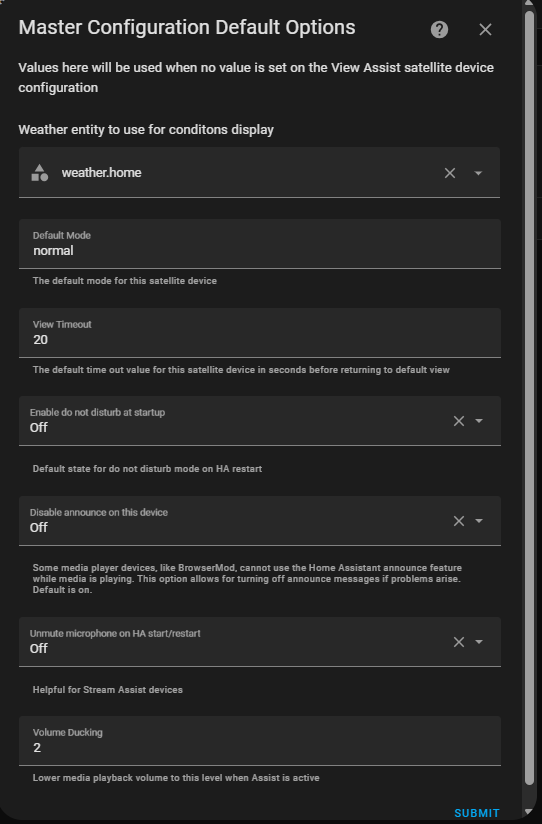 Master Configuration Default Options
Values here will be used when no value is set on the View Assist satellite device
configuration
Weather entity to use for conditons display
weather.home
Default Mode
normal
The default mode for this satellite device
View Timeout
20
The default time out value for this satellite device in seconds before returning to default view
Enable do not disturb at startup
Off
Default state for do not disturb mode on HA restart
Disable announce on this device
Off
Some media player devices, like BrowserMod, cannot use the Home Assistant announce feature
while media is playing. This option allows for turning off announce messages if problems arise.
Default is on.
Unmute microphone on HA start/restart
Off
Helpful for Stream Assist devices
Volume Ducking
2
Lower media playback volume to this level when Assist is active
SUBMIT